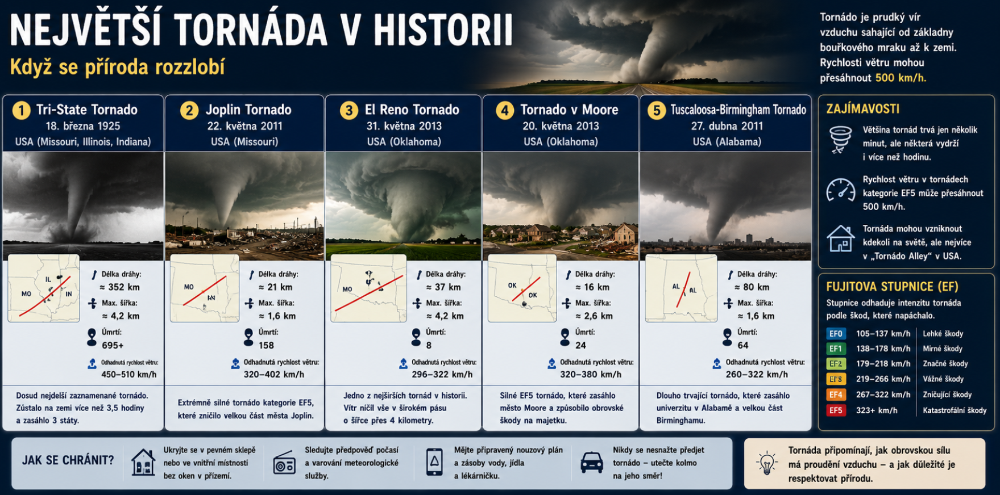 NEJVĚTŠÍ TORNÁDA V HISTORII
Když se příroda rozzlobí
Tornádo je prudký vír
vzduchu sahající od základny
bouřkového mraku až k zemi.
Rychlosti větru mohou
přesáhnout 500 km/h.
1 Tri-State Tornado
18. března 1925
USA (Missouri, Illinois, Indiana)
MO
IL
IN
Délka dráhy:
≈ 352 km
Max. šířka:
≈ 4,2 km
Úmrtí:
695+
Odhadnutá rychlost větru:
450–510 km/h
Dosud nejdelší zaznamenané tornádo.
Zůstalo na zemi více než 3,5 hodiny
a zasáhlo 3 státy.
2 Joplin Tornado
22. května 2011
USA (Missouri)
MO
Délka dráhy:
≈ 21 km
Max. šířka:
≈ 1,6 km
Úmrtí:
158
Odhadnutá rychlost větru:
320–402 km/h
Extrémně silné tornádo kategorie EF5,
které zničilo velkou část města Joplin.
3 El Reno Tornado
31. května 2013
USA (Oklahoma)
MO
Délka dráhy:
≈ 37 km
Max. šířka:
≈ 4,2 km
Úmrtí:
8
Odhadnutá rychlost větru:
296–322 km/h
Jedno z nejširších tornád v historii.
Vítr níčil vše v širokém pásu
o šířce přes 4 kilometry.
4 Tornado v Moore
20. května 2013
USA (Oklahoma)
OK
OK
Délka dráhy:
≈ 16 km
Max. šířka:
≈ 2,6 km
Úmrtí:
24
Odhadnutá rychlost větru:
320–380 km/h
Silné EF5 tornádo, které zasáhlo
město Moore a způsobilo obrovské
škody na majetku.
5 Tuscaloosa-Birmingham Tornado
27. dubna 2011
USA (Alabama)
AL
AL
Délka dráhy:
≈ 80 km
Max. šířka:
≈ 1,6 km
Úmrtí:
64
Odhadnutá rychlost větru:
260–322 km/h
Dlouho trvající tornádo, které zasáhlo
univerzitu v Alabamě a velkou část
Birminghamu.
ZAJÍMAVOSTI
Většina tornád trvá jen několik
minut, ale některá vydrží
i více než hodinu.
Rychlost větru v tornádech
kategorie EF5 může přesáhnout
500 km/h.
Tornáda mohou vzniknout
kdekoli na světě, ale nejvíce
v „Tornádo Alley“ v USA.
FUJITOVA STUPNICE (EF)
Stupnice odhaduje intenzitu tornáda
podle škod, které napáchalo.
EF0 105–137 km/h Lehké škody
EF1 138–178 km/h Mirné škody
EF2 179–218 km/h Značné škody
EF3 219–266 km/h Vážné škody
EF4 267–322 km/h Zničující škody
EF5 323+ km/h Katastrofální škody
JAK SE CHRÁNIT?
Ukryjte se v pevném sklepě
nebo ve vnitřní místnosti
bez oken v přízemí.
Sledujte předpověď počasí
a varování meteorologické
služby.
Mějte připravený nouzový plán
a zásoby vody, jídla
a lékárničku.
Nikdy se nesnažte předjet
tornádo – utečte kolmo
na jeho směr!
Tornáda připomínají, jak obrovskou sílu
má proudění vzduchu – a jak důležité je
respektovat přírodu.